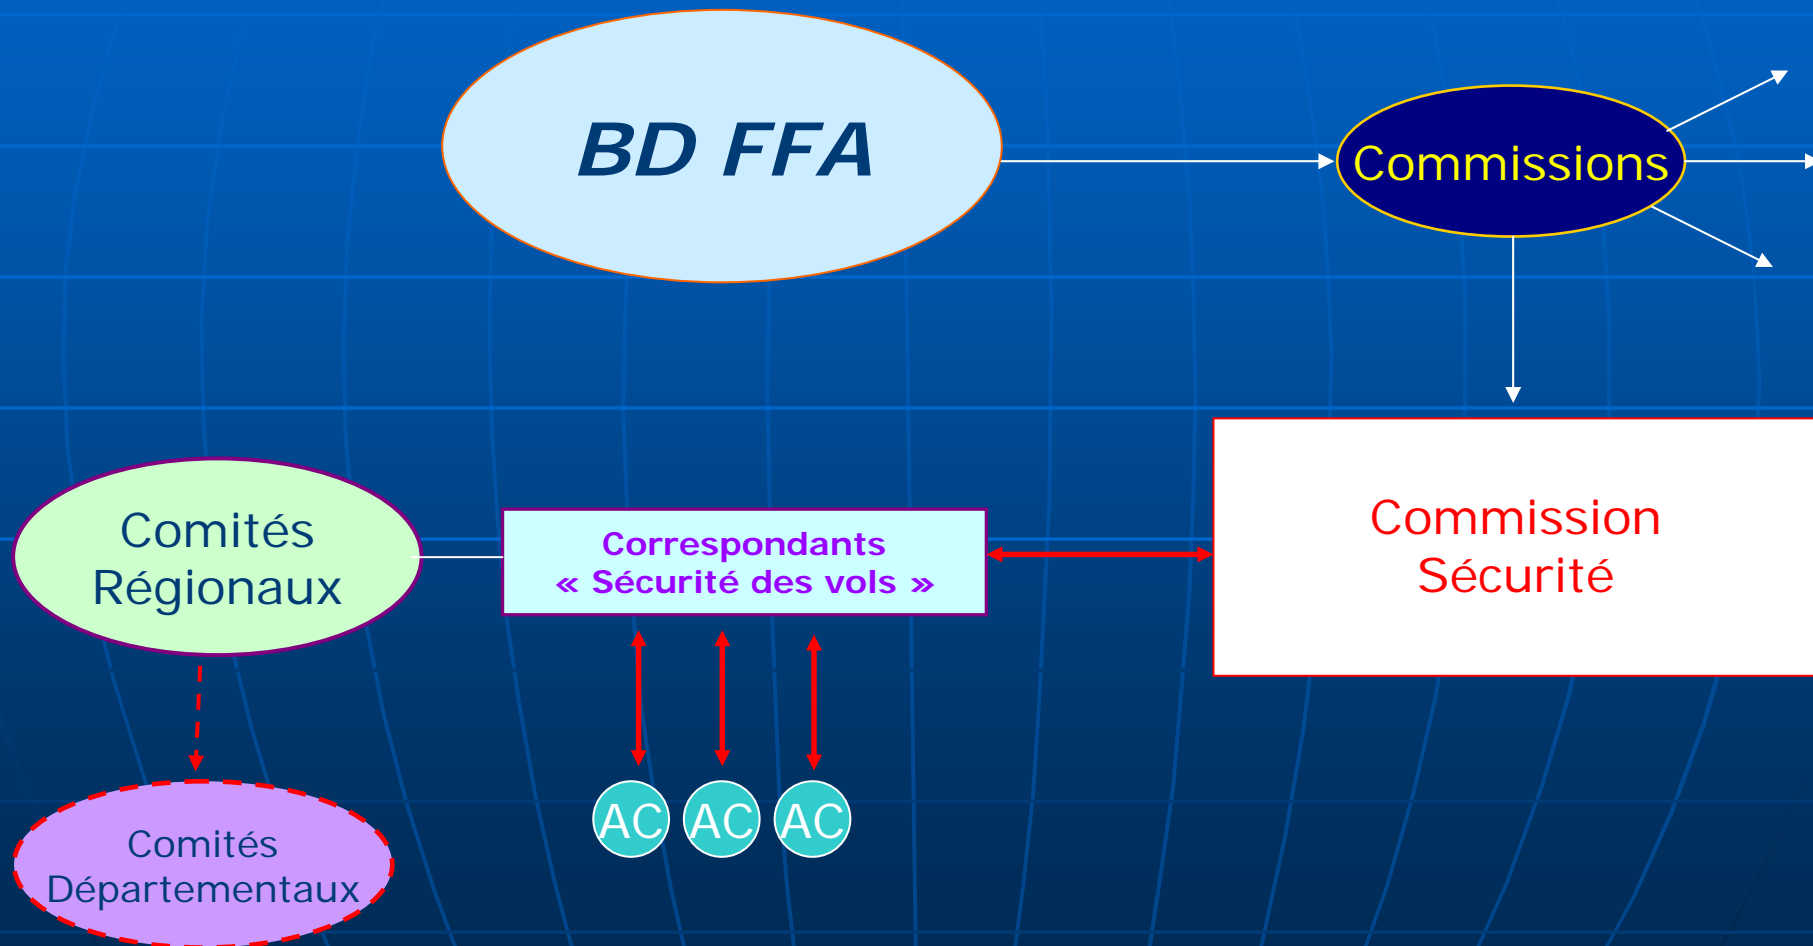 BD FFA
Commissions
Comités
Régionaux
Correspondants
« Sécurité des vols »
Commission
Sécurité
AC AC AC
Comités
Départementaux